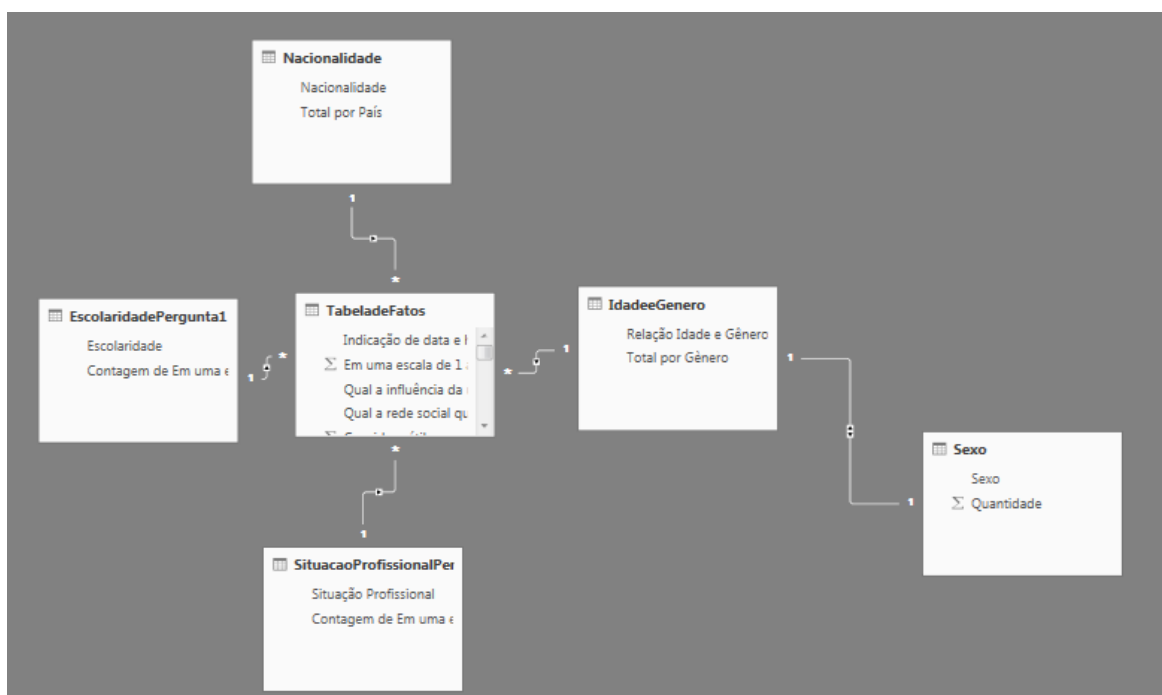 Nacionalidade
Nacionalidade
Total por País
1
*
EscolaridadePergunta1
Escolaridade
Contagem de Em uma e
1
*
TabeladeFatos
Indicação de data e h
Σ Em uma escala de 1
Qual a influência da
Qual a rede social qu
Σ
*
1
IdadeeGenero
Relação Idade e Gênero
Total por Gênero
1
1
Sexo
Sexo
Σ Quantidade
*
1
SituacaoProfissionalPer
Situação Profissional
Contagem de Em uma e